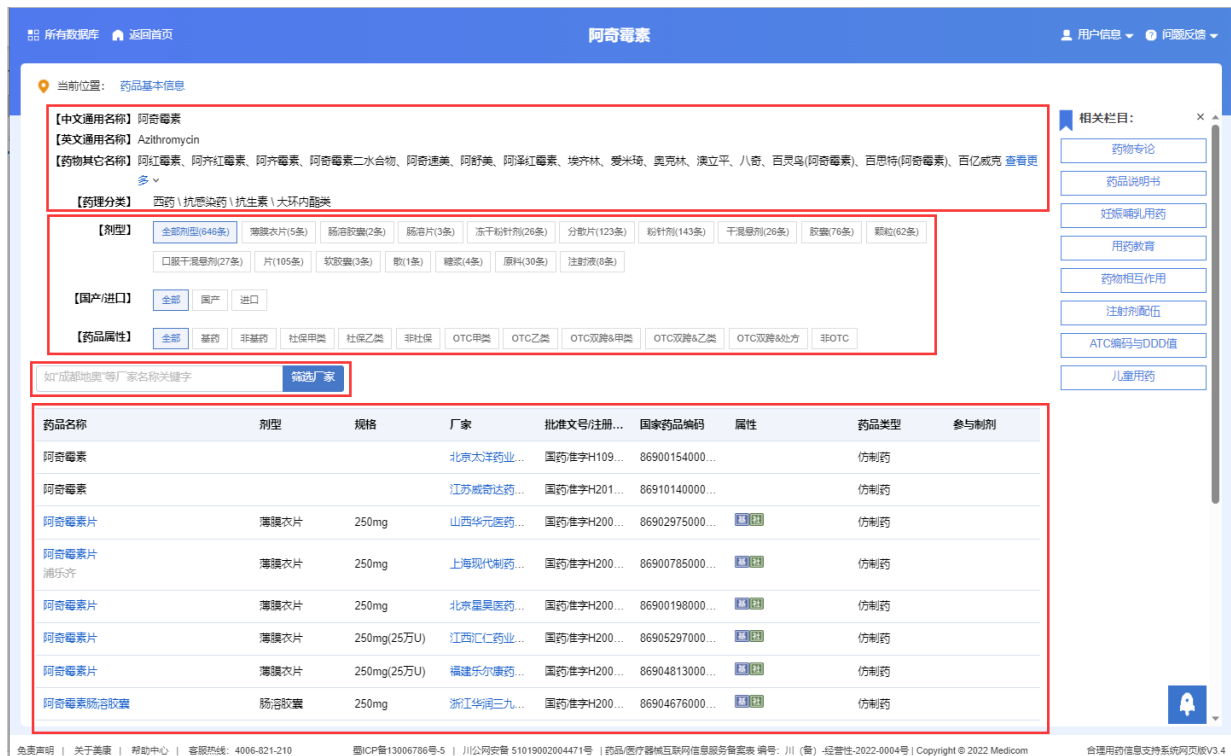 所有数据库 返回首页 阿奇霉素 用户信息 问题反馈
当前位置： 药品基本信息
【中文通用名称】 阿奇霉素
【英文通用名称】 Azithromycin
【药物其它名称】 阿红霉素、阿齐红霉素、阿齐霉素、阿奇霉素二水合物、阿奇速美、阿舒美、阿泽红霉素、埃齐林、爱米琦、奥克林、澳立平、八奇、百灵鸟(阿奇霉素)、百思特(阿奇霉素)、百亿威克 查看更
多
【药理分类】 西药 \ 抗感染药 \ 抗生素 \ 大环内酯类
【剂型】 全部剂型(646条) 薄膜衣片(5条) 肠溶胶囊(2条) 肠溶片(3条) 冻干粉针剂(26条) 分散片(123条) 粉针剂(143条) 干混悬剂(26条) 胶囊(76条) 颗粒(62条)
口服干混悬剂(27条) 片(105条) 软胶囊(3条) 散(1条) 糖浆(4条) 原料(30条) 注射液(8条)
【国产/进口】 全部 国产 进口
【药品属性】 全部 基药 非基药 社保甲类 社保乙类 非社保 OTC甲类 OTC乙类 OTC双跨&甲类 OTC双跨&乙类 OTC双跨&处方 非OTC
如“成都地奥”等厂家名称关键字 筛选厂家
药品名称 剂型 规格 厂家 批准文号/注册... 国家药品编码 属性 药品类型 参与制剂
阿奇霉素 北京太洋药业... 国药准字H109... 86900154000... 仿制药
阿奇霉素 江苏威奇达药... 国药准字H201... 86910140000... 仿制药
阿奇霉素片 薄膜衣片 250mg 山西华元医药... 国药准字H200... 86902975000... 仿制药
阿奇霉素片
浦乐齐
薄膜衣片 250mg 上海现代制药... 国药准字H200... 86900785000... 仿制药
阿奇霉素片 薄膜衣片 250mg 北京星昊医药... 国药准字H200... 86900198000... 仿制药
阿奇霉素片 薄膜衣片 250mg(25万U) 江西汇仁药业... 国药准字H200... 86905297000... 仿制药
阿奇霉素片 薄膜衣片 250mg(25万U) 福建乐尔康药... 国药准字H200... 86904813000... 仿制药
阿奇霉素肠溶胶囊 肠溶胶囊 250mg 浙江华润三九... 国药准字H200... 86904676000... 仿制药
相关栏目： ×
药物专论
药品说明书
妊娠哺乳用药
用药教育
药物相互作用
注射剂配伍
ATC编码与DDD值
儿童用药
免责声明 | 关于美康 | 帮助中心 | 客服热线：4006-821-210 蜀ICP备13006786号-5 | 川公网安备 51019002004471号 | 药品/医疗器械互联网信息服务备案表 编号：川（备）-经营性-2022-0004号 | Copyright © 2022 Medicom 合理用药信息支持系统网页版V3.4